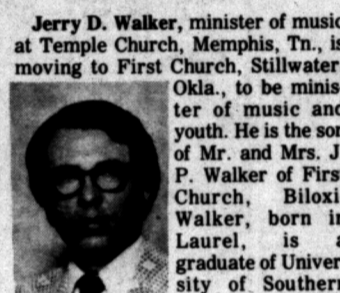 Jerry D. Walker, minister of music
at Temple Church, Memphis, Tn., is
moving to First Church, Stillwater
Okla., to be minis
ter of music and
youth. He is the son
of Mr. and Mrs. J
P. Walker of First
Church, Biloxi
Walker, born in
Laurel, is a
graduate of Univer
sity of Southern